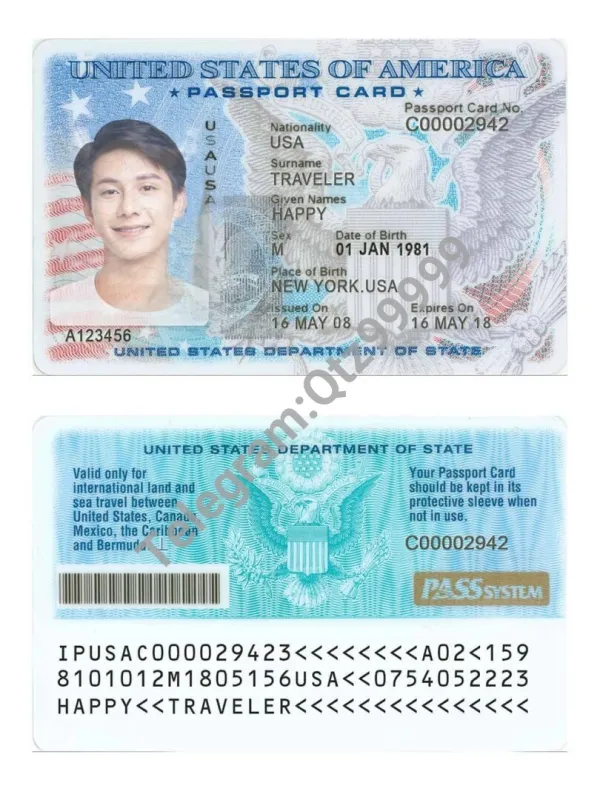 UNITED STATES OF AMERICA
★ PASSPORT CARD ★
Passport Card No.
C00002942
USAUSA
Nationality
USA
Surname
TRAVELER
Given Names
HAPPY
Sex
M
Date of Birth
01 JAN 1981
Place of Birth
NEW YORK.USA
Issued On
16 MAY 08
Expires On
16 MAY 18
A123456
UNITED STATES DEPARTMENT OF STATE
Telegram:Qtz99999
UNITED STATES DEPARTMENT OF STATE
Valid only for
international land and
sea travel between
United States, Canada,
Mexico, the Caribbean
and Bermuda.
Your Passport Card
should be kept in its
protective sleeve when
not in use.
C00002942
PASS SYSTEM
IPUSAC000029423<<<<<<<<A02<159
8101012M1805156USA<<0754052223
HAPPY<<TRAVELER<<<<<<<<<<<<<<<